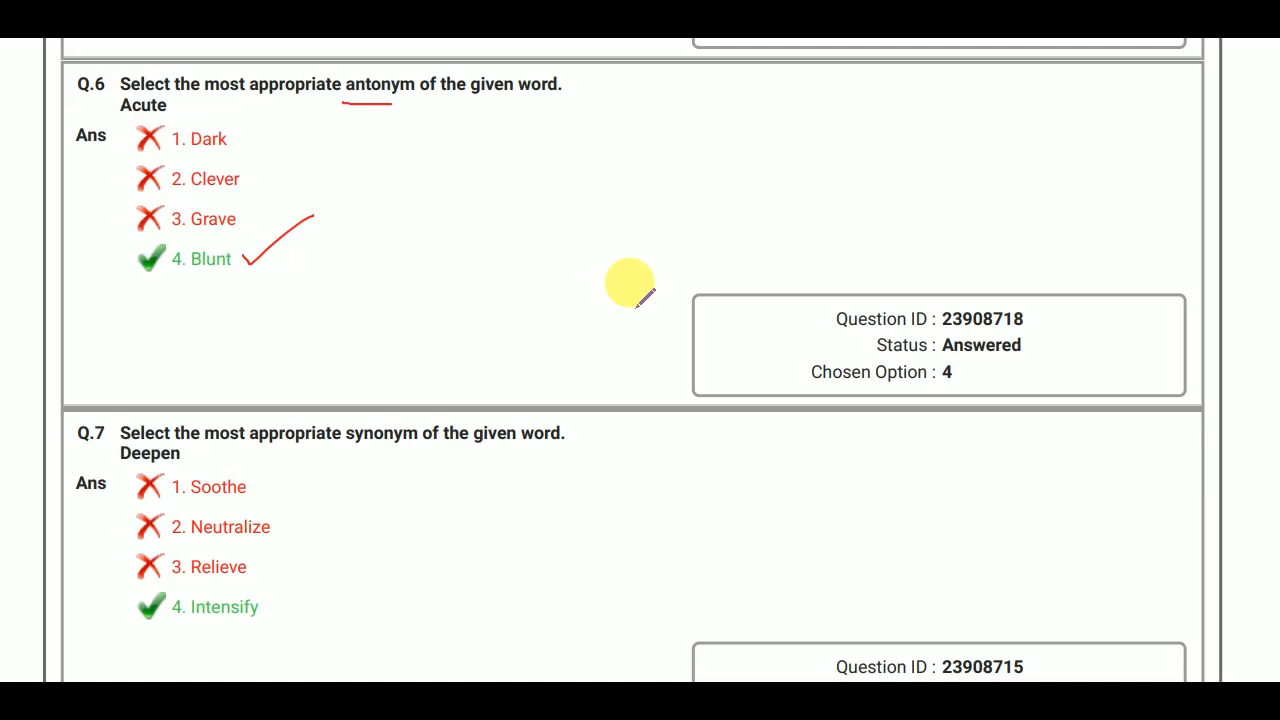 Q.6 Select the most appropriate antonym of the given word.
Acute
Ans 1. Dark
2. Clever
3. Grave
4. Blunt
Question ID : 23908718
Status : Answered
Chosen Option : 4
Q.7 Select the most appropriate synonym of the given word.
Deepen
Ans 1. Soothe
2. Neutralize
3. Relieve
4. Intensify
Question ID : 23908715